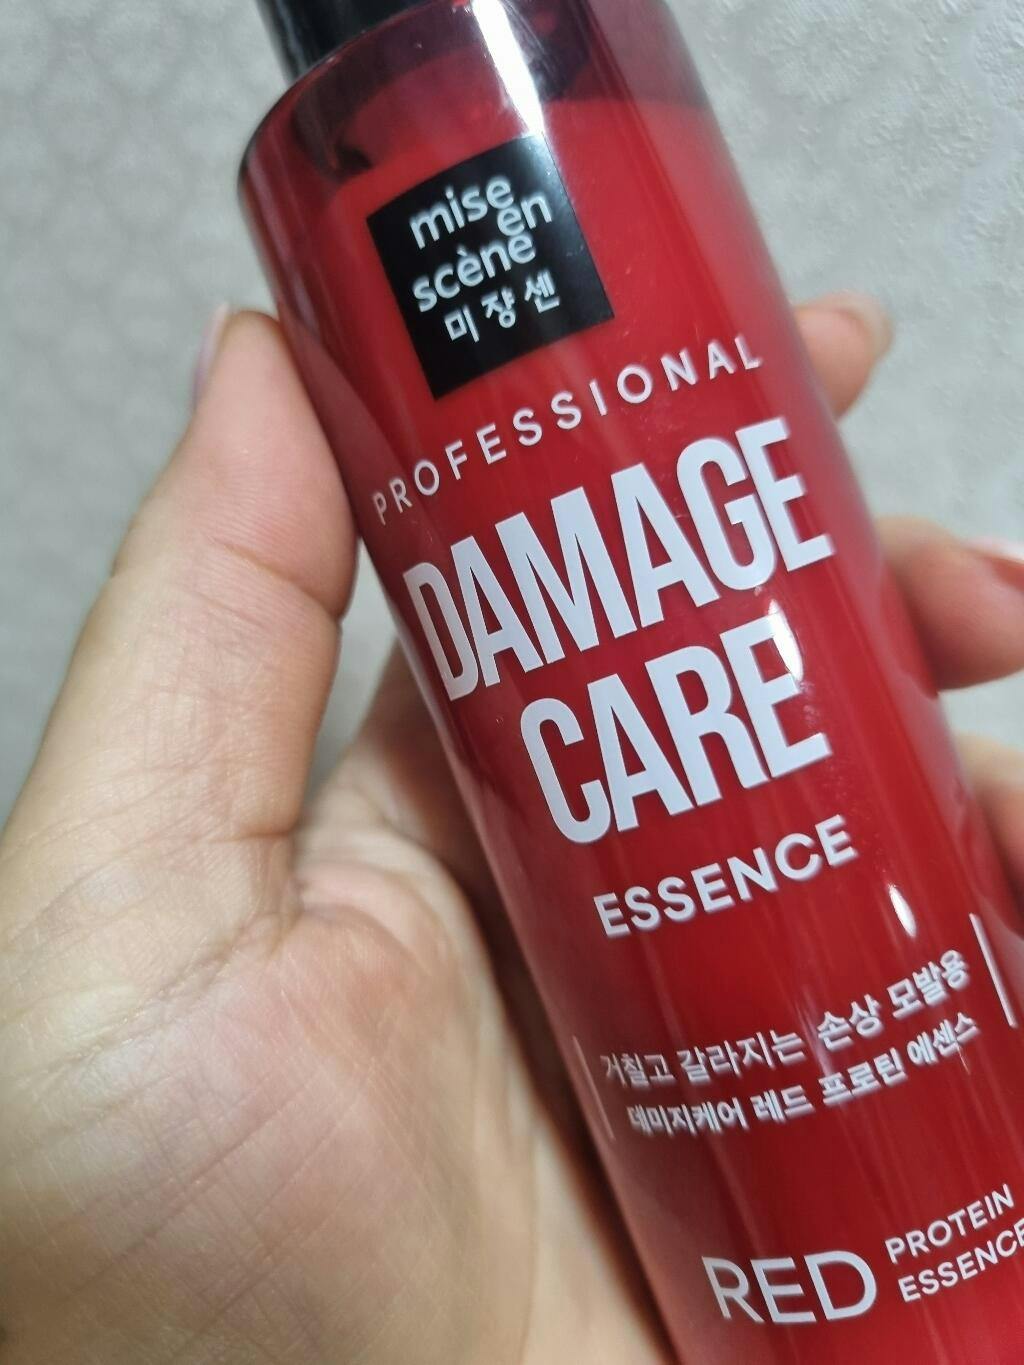 mise
en
scène
미쟝센
PROFESSIONAL
DAMAGE
CARE
ESSENCE
거칠고 갈라지는 손상 모발용
데미지케어 레드 프로틴 에센스
RED
PROTEIN
ESSENCE